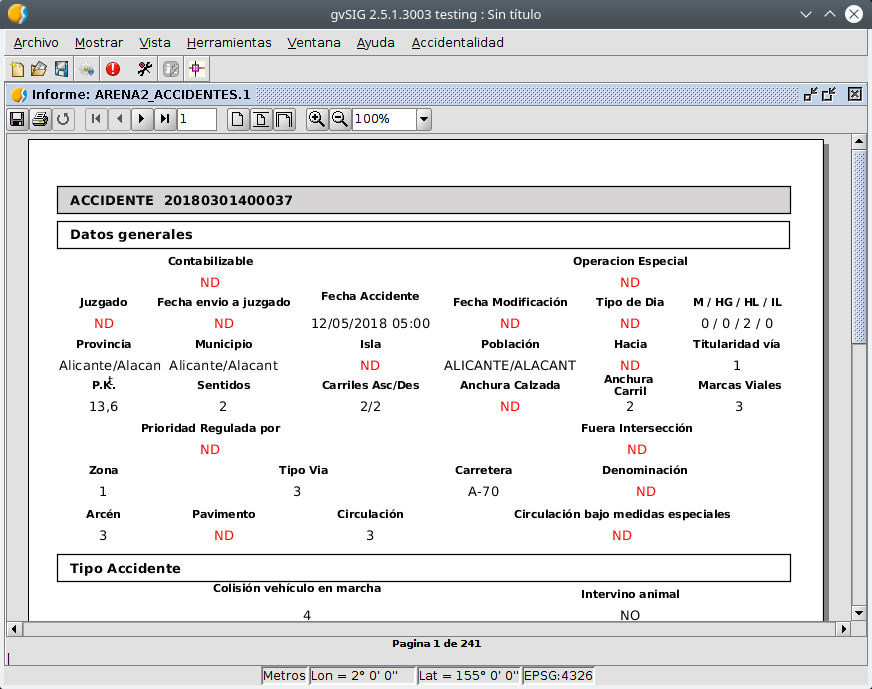 gvSIG 2.5.1.3003 testing : Sin título
Archivo Mostrar Vista Herramientas Ventana Ayuda Accidentalidad
Informe: ARENA2_ACCIDENTES.1
1 100%
ACCIDENTE 20180301400037
Datos generales
Contabilizable Operacion Especial
ND ND
Juzgado Fecha envio a juzgado Fecha Accidente Fecha Modificación Tipo de Dia M / HG / HL / IL
ND ND 12/05/2018 05:00 ND ND 0 / 0 / 2 / 0
Provincia Municipio Isla Población Hacia Titularidad vía
Alicante/Alacant Alicante/Alacant ND ALICANTE/ALACANT ND 1
P.K. Sentidos Carriles Asc/Des Anchura Calzada Anchura Carril Marcas Viales
13,6 2 2/2 ND 2 3
Prioridad Regulada por Fuera Intersección
ND ND
Zona Tipo Via Carretera Denominación
1 3 A-70 ND
Arcén Pavimento Circulación Circulación bajo medidas especiales
3 ND 3 ND
Tipo Accidente
Colisión vehículo en marcha Intervino animal
4 NO
Pagina 1 de 241
Metros Lon = 2° 0' 0" Lat = 155° 0' 0" EPSG:4326